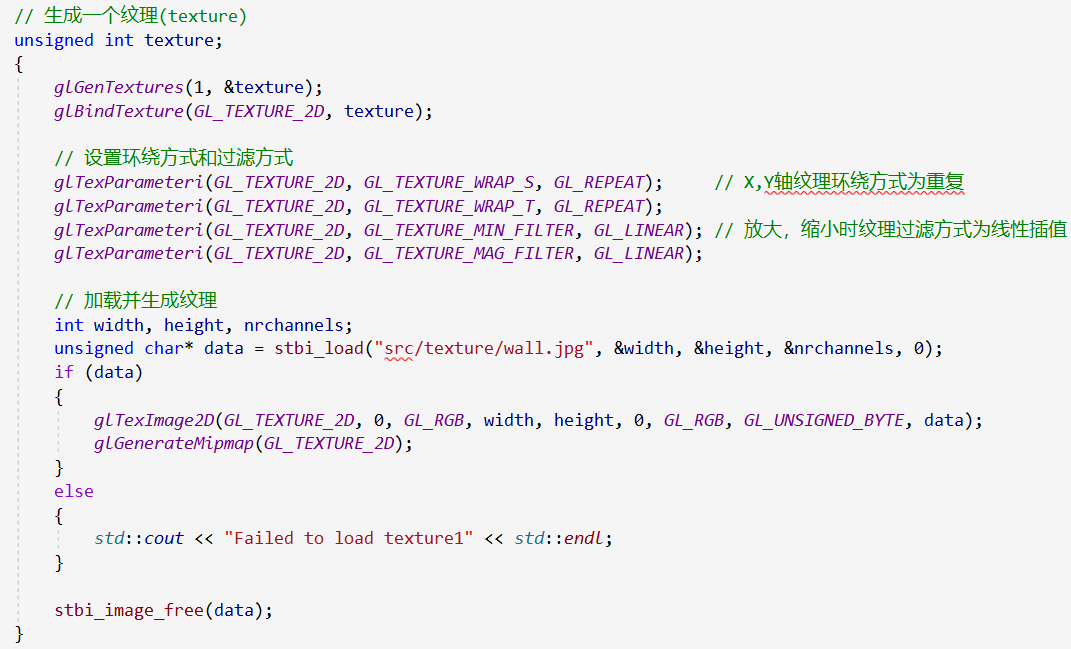 // 生成一个纹理(texture)
unsigned int texture;
{
    glGenTextures(1, &texture);
    glBindTexture(GL_TEXTURE_2D, texture);

    // 设置环绕方式和过滤方式
    glTexParameteri(GL_TEXTURE_2D, GL_TEXTURE_WRAP_S, GL_REPEAT);     // X,Y轴纹理环绕方式为重复
    glTexParameteri(GL_TEXTURE_2D, GL_TEXTURE_WRAP_T, GL_REPEAT);
    glTexParameteri(GL_TEXTURE_2D, GL_TEXTURE_MIN_FILTER, GL_LINEAR); // 放大，缩小时纹理过滤方式为线性插值
    glTexParameteri(GL_TEXTURE_2D, GL_TEXTURE_MAG_FILTER, GL_LINEAR);

    // 加载并生成纹理
    int width, height, nrchannels;
    unsigned char* data = stbi_load("src/texture/wall.jpg", &width, &height, &nrchannels, 0);
    if (data)
    {
        glTexImage2D(GL_TEXTURE_2D, 0, GL_RGB, width, height, 0, GL_RGB, GL_UNSIGNED_BYTE, data);
        glGenerateMipmap(GL_TEXTURE_2D);
    }
    else
    {
        std::cout << "Failed to load texture1" << std::endl;
    }

    stbi_image_free(data);
}